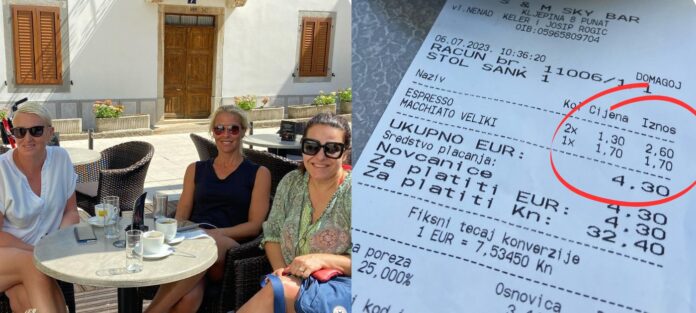 S & M SKY BAR
KLJEPINA 8 PUNAT
vl.NENAD KELER I JOSIP ROGIC
OIB:05965809704
06.07.2023. 10:36:20
DOMAGOJ
RACUN br. 11006/1
STOL SANK 1
Naziv Kol Cijena Iznos
ESPRESSO 2x 1,30 2,60
MACCHIATO VELIKI 1x 1,70 1,70
UKUPNO EUR: 4.30
Sredstvo placanja:
Novcanice 4.30
Za platiti EUR: 4.30
Za platiti Kn: 32.40
Fiksni tecaj konverzije
1 EUR = 7,53450 Kn
poreza Osnovica
25.000%